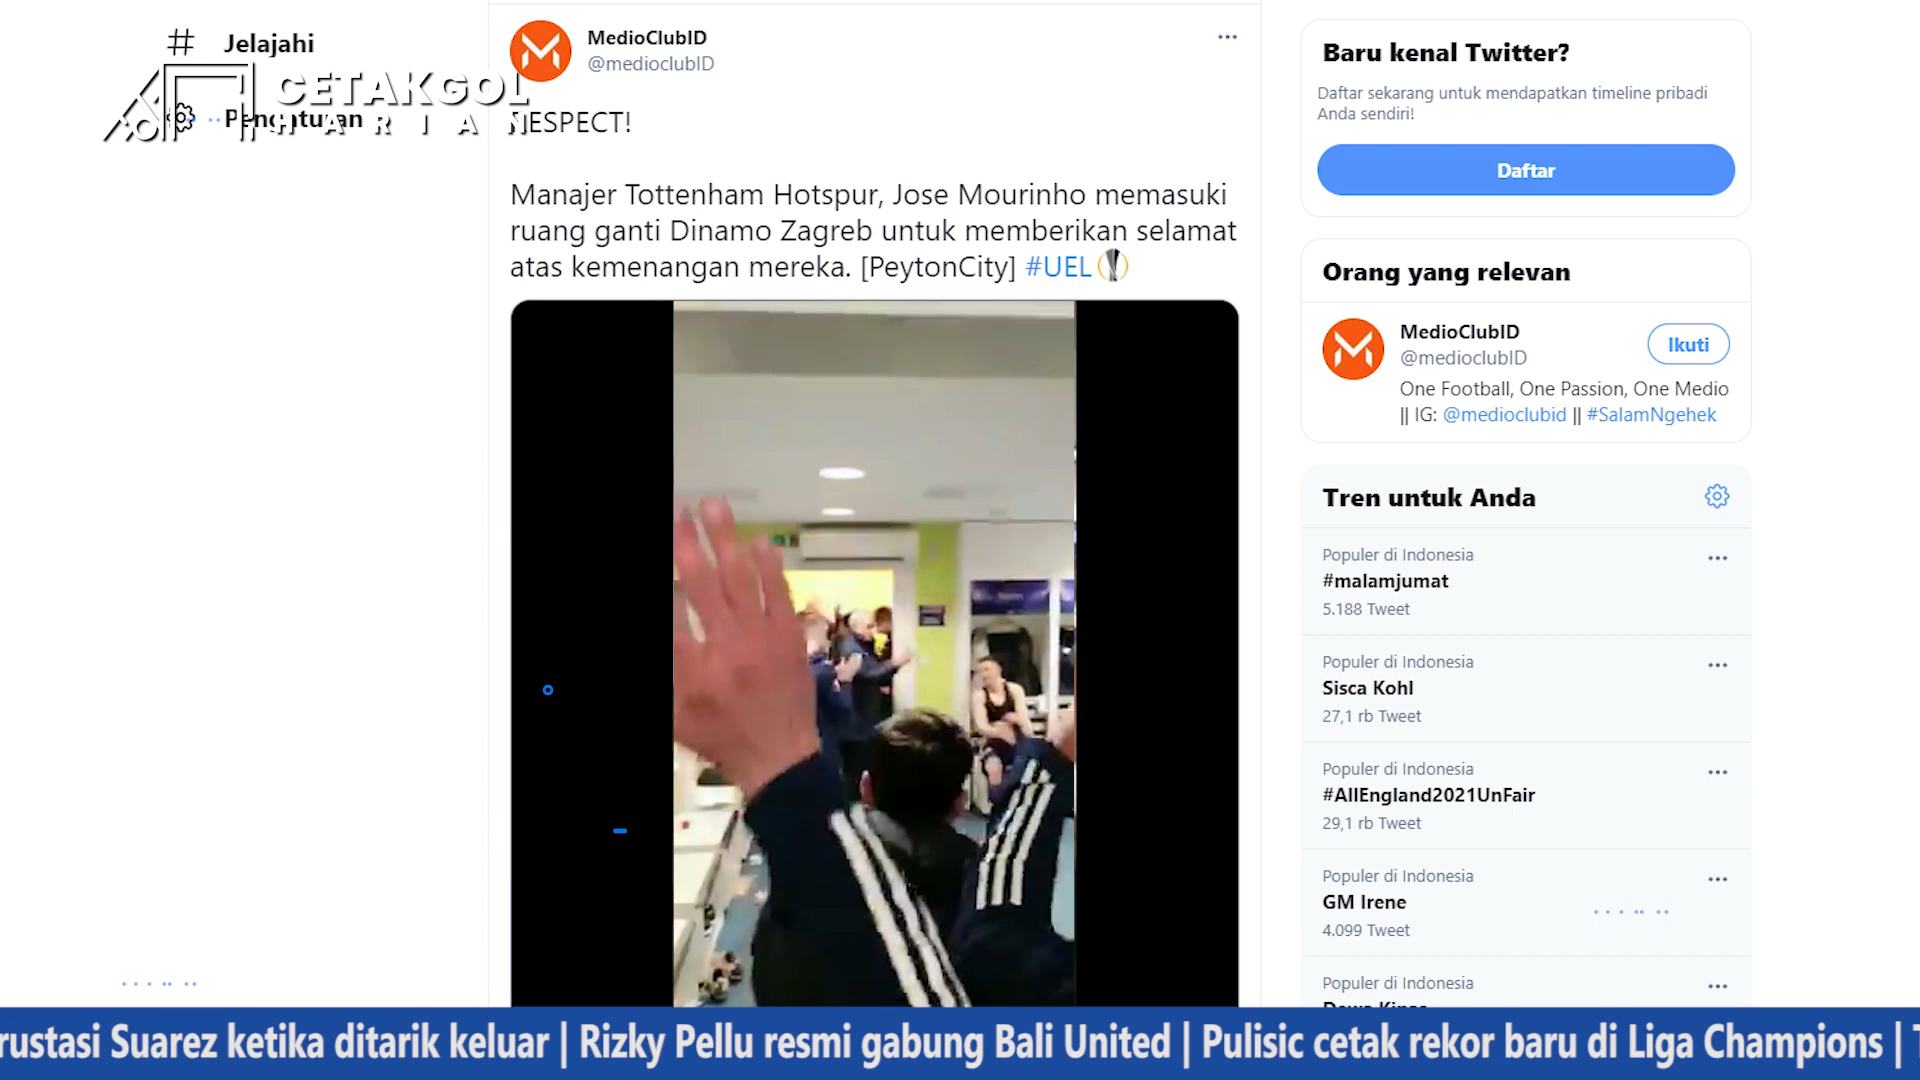 Jelajahi
Pengaturan
CETAKGOL
HARIAN
MedioClubID
@medioclubID
RESPECT!
Manajer Tottenham Hotspur, Jose Mourinho memasuki
ruang ganti Dinamo Zagreb untuk memberikan selamat
atas kemenangan mereka. [PeytonCity] #UEL
Baru kenal Twitter?
Daftar sekarang untuk mendapatkan timeline pribadi
Anda sendiri!
Daftar
Orang yang relevan
MedioClubID
@medioclubID
Ikuti
One Football, One Passion, One Medio
|| IG: @medioclubid || #SalamNgehek
Tren untuk Anda
Populer di Indonesia
#malamjumat
5.188 Tweet
Populer di Indonesia
Sisca Kohl
27,1 rb Tweet
Populer di Indonesia
#AllEngland2021UnFair
29,1 rb Tweet
Populer di Indonesia
GM Irene
4.099 Tweet
Populer di Indonesia
rustasi Suarez ketika ditarik keluar | Rizky Pellu resmi gabung Bali United | Pulisic cetak rekor baru di Liga Champions | T